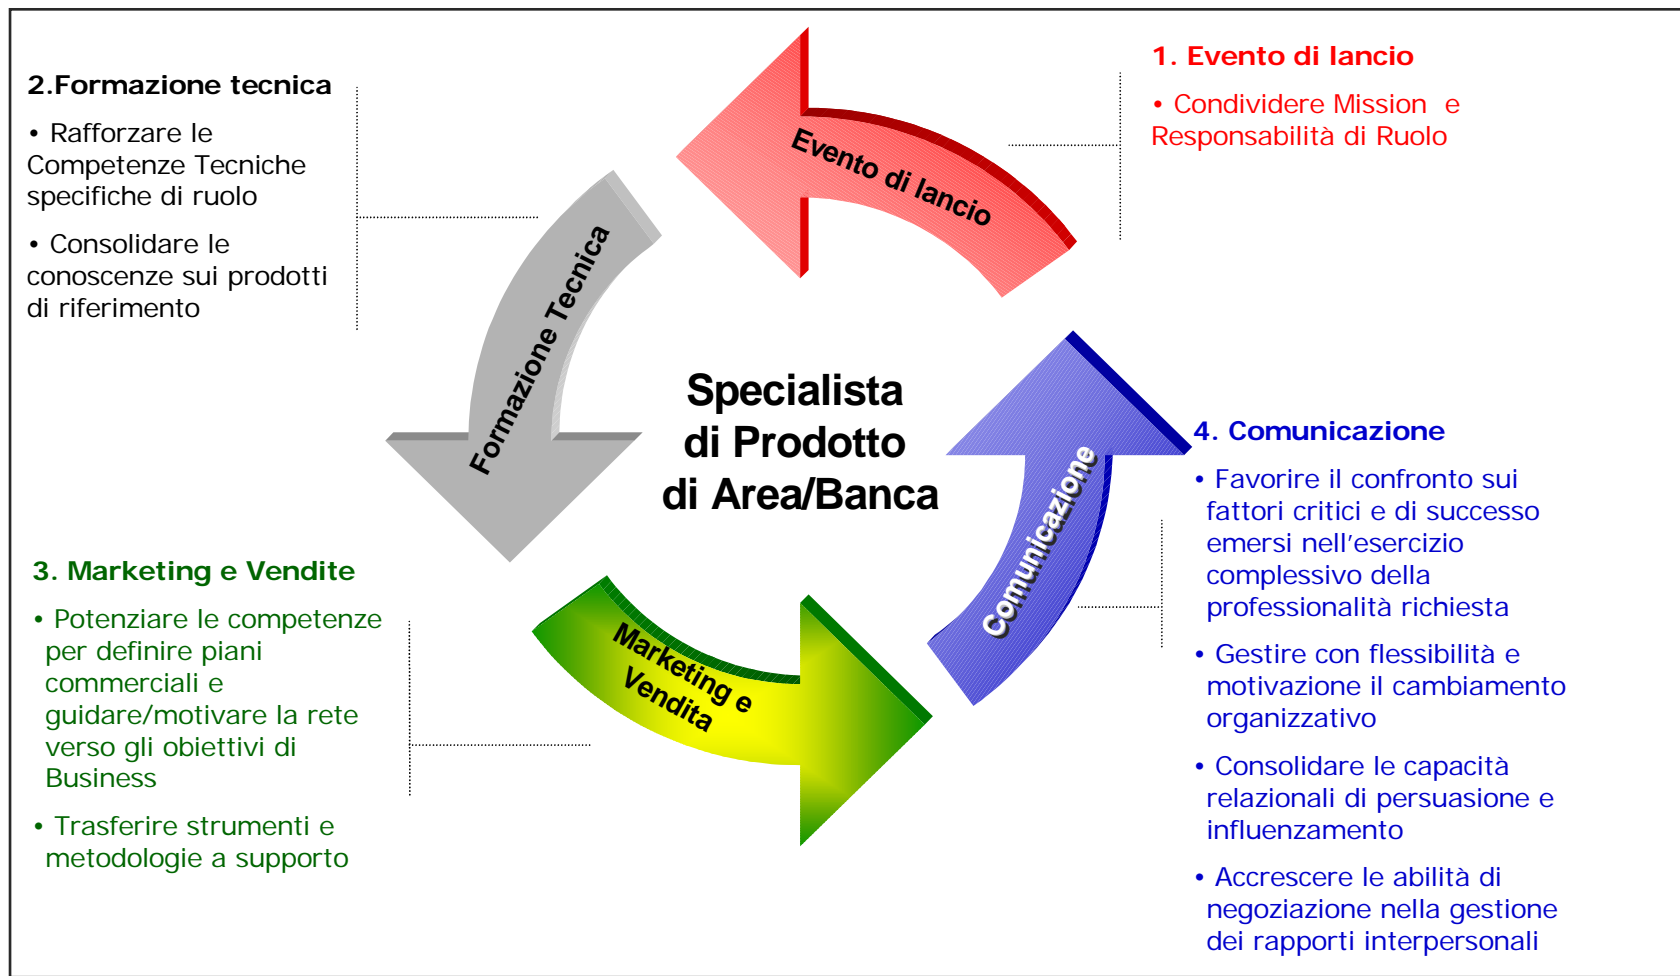 1. Evento di lancio
• Condividere Mission e
Responsabilità di Ruolo
2.Formazione tecnica
• Rafforzare le
Competenze Tecniche
specifiche di ruolo
• Consolidare le
conoscenze sui prodotti
di riferimento
Evento di lancio
Formazione Tecnica
Specialista
di Prodotto
di Area/Banca
Comunicazione
Marketing e
Vendita
3. Marketing e Vendite
• Potenziare le competenze
per definire piani
commerciali e
guidare/motivare la rete
verso gli obiettivi di
Business
• Trasferire strumenti e
metodologie a supporto
4. Comunicazione
• Favorire il confronto sui
fattori critici e di successo
emersi nell'esercizio
complessivo della
professionalità richiesta
• Gestire con flessibilità e
motivazione il cambiamento
organizzativo
• Consolidare le capacità
relazionali di persuasione e
influenzamento
• Accrescere le abilità di
negoziazione nella gestione
dei rapporti interpersonali